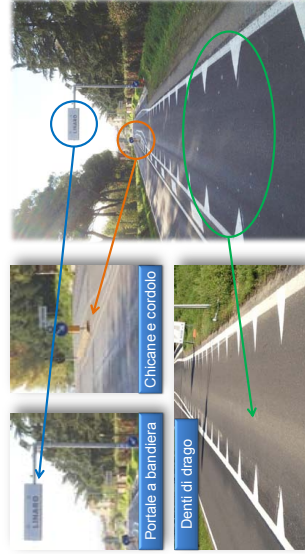 LINARO
Portale a bandiera
Chicane e cordolo
LINARO
Denti di drago